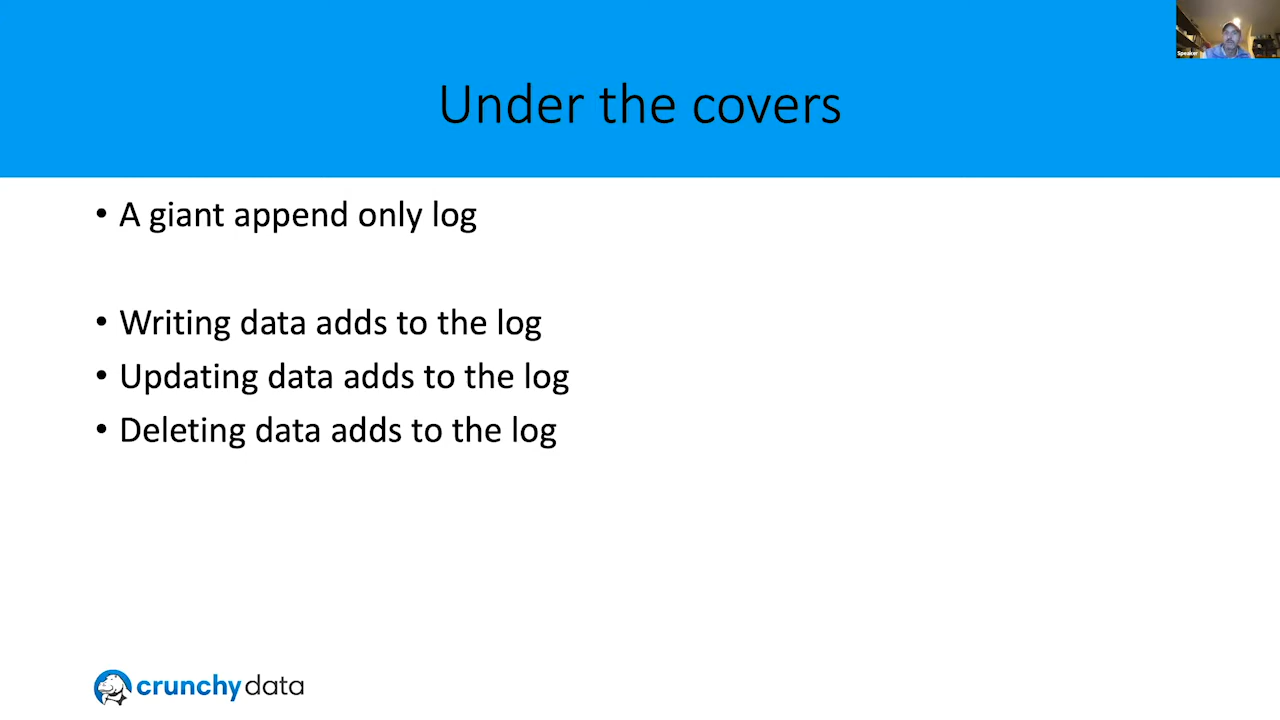 Speaker
Under the covers
• A giant append only log
• Writing data adds to the log
• Updating data adds to the log
• Deleting data adds to the log
crunchy data